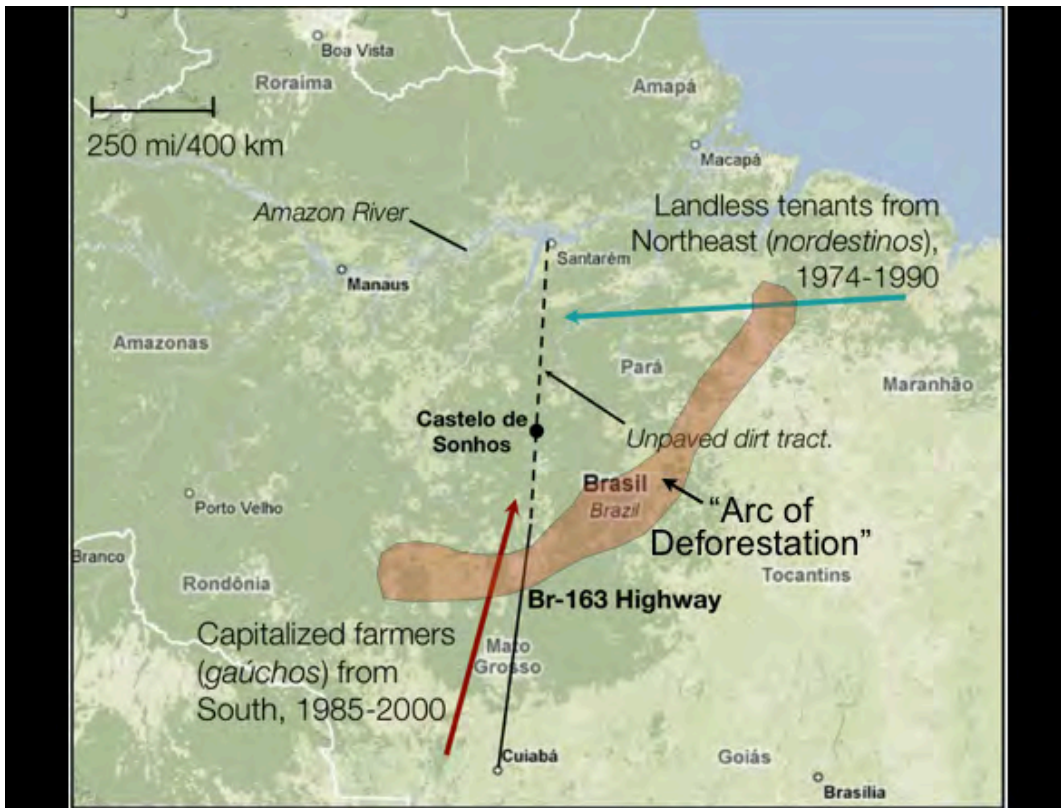 Boa Vista
Roraima
Amapá
250 mi/400 km
Macapá
Amazon River
Landless tenants from
Northeast (nordestinos),
1974-1990
Santarém
Manaus
Amazonas
Pará
Maranhão
Castelo de
Sonhos
Unpaved dirt tract.
Brasil
Brazil
Porto Velho
“Arc of
Deforestation”
Branco
Rondônia
Tocantins
Br-163 Highway
Capitalized farmers
(gaúchos) from
South, 1985-2000
Mato
Grosso
Cuiabá
Goiás
Brasília